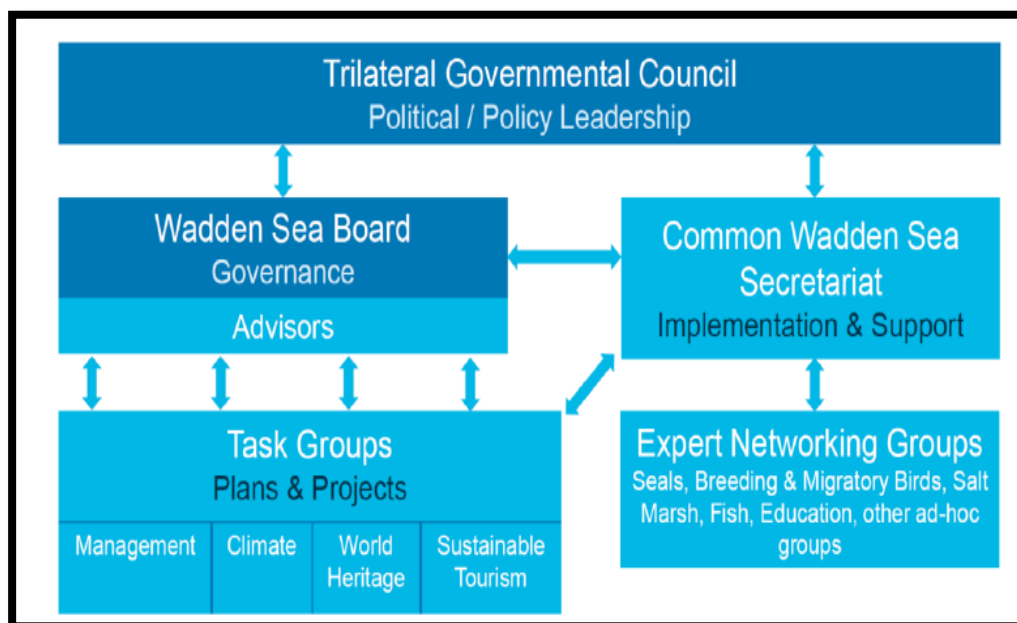 Trilateral Governmental Council
Political / Policy Leadership
Wadden Sea Board
Governance
Advisors
Common Wadden Sea
Secretariat
Implementation & Support
Task Groups
Plans & Projects
Management
Climate
World
Heritage
Sustainable
Tourism
Expert Networking Groups
Seals, Breeding & Migratory Birds, Salt
Marsh, Fish, Education, other ad-hoc
groups